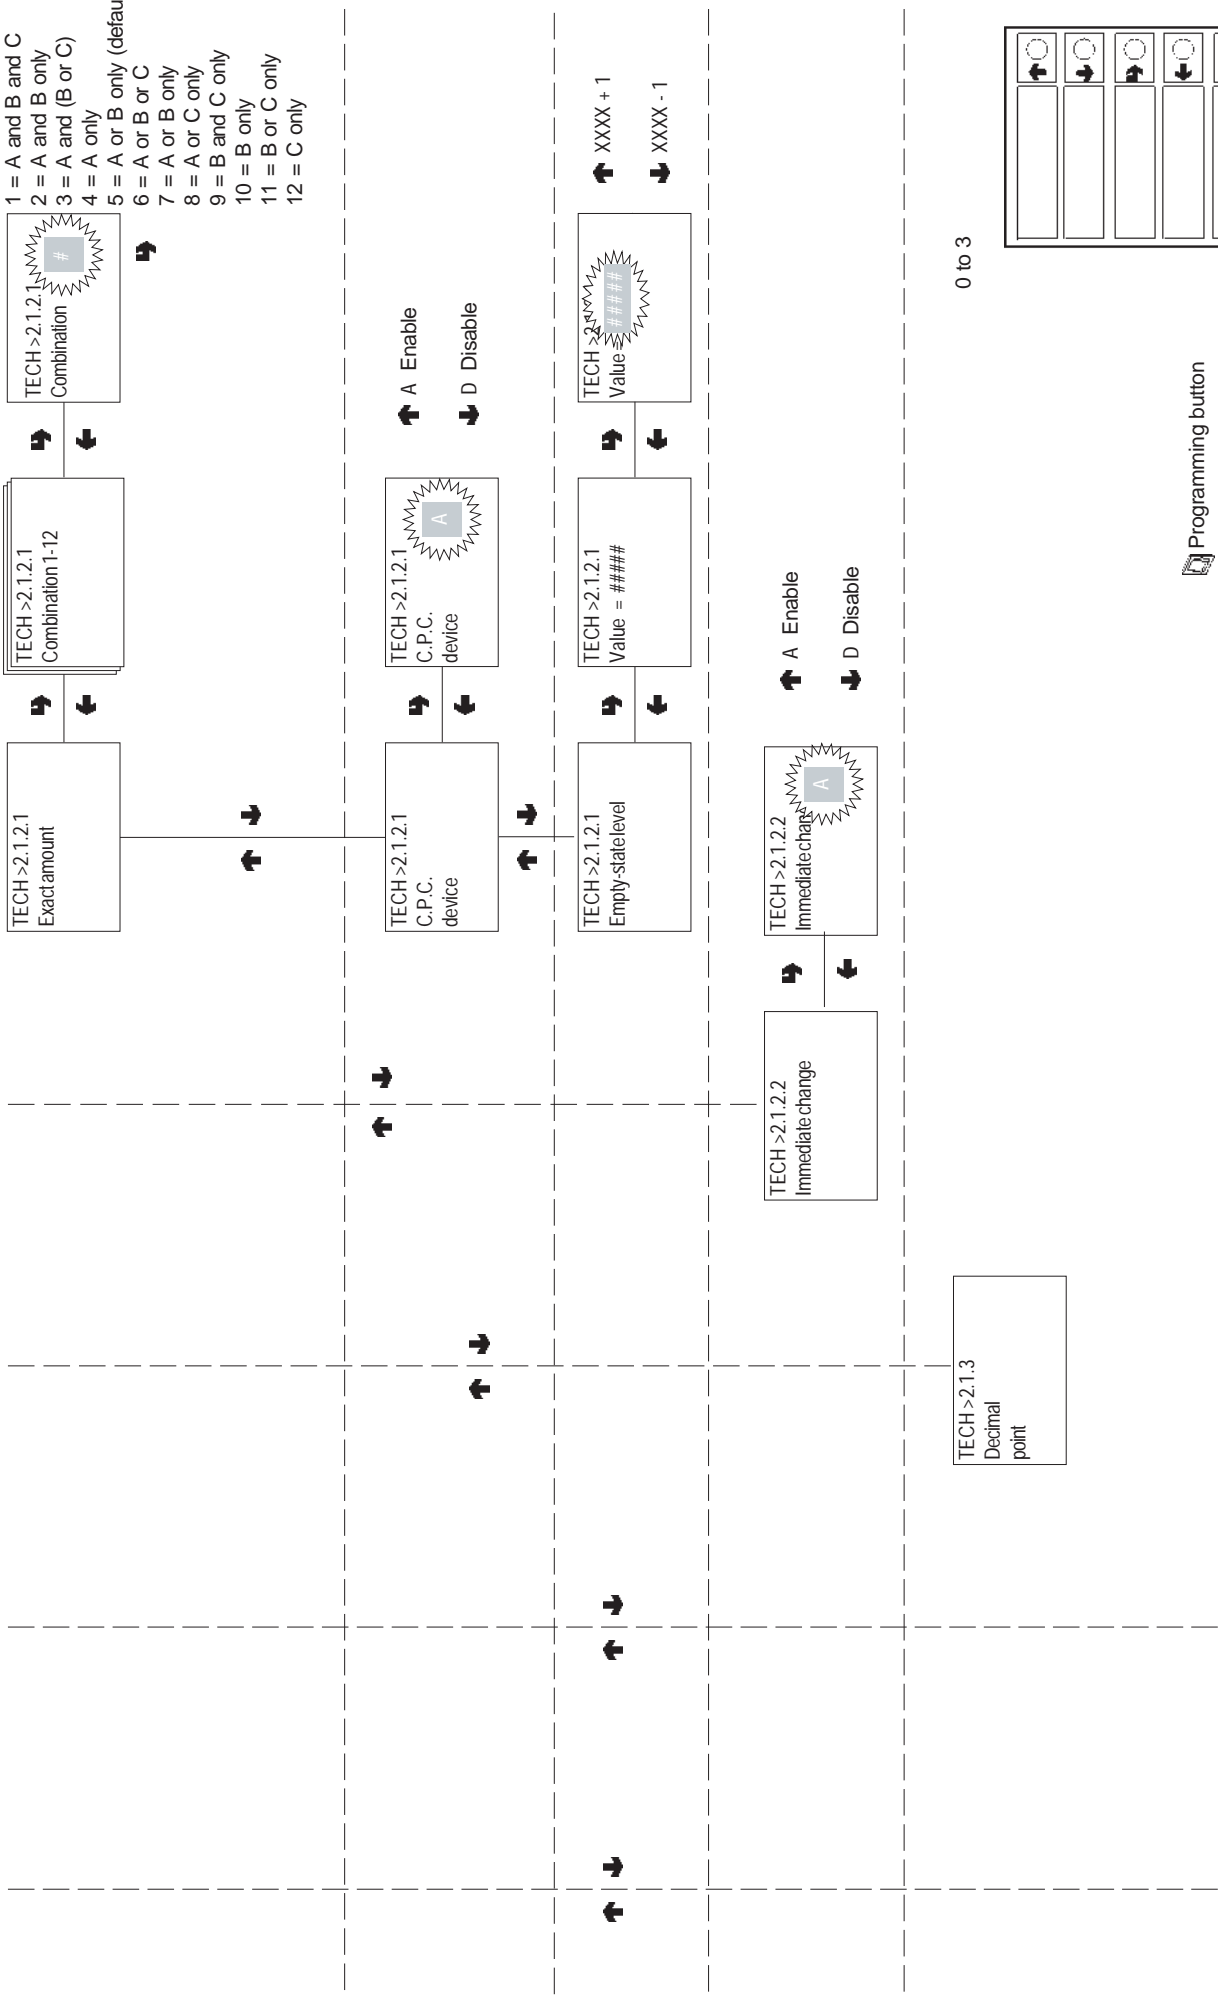 TECH >2.1.2.1
Exact amount
TECH >2.1.2.1
Combination 1-12
TECH >2.1.2.1
Combination
#
1 = A and B and C
2 = A and B only
3 = A and (B or C)
4 = A only
5 = A or B only (defau
6 = A or B or C
7 = A or B only
8 = A or C only
9 = B and C only
10 = B only
11 = B or C only
12 = C only
TECH >2.1.2.1
C.P.C.
device
TECH >2.1.2.1
C.P.C.
device
A
A Enable
D Disable
TECH >2.1.2.1
Empty-state level
TECH >2.1.2.1
Value = #####
TECH >2
Value =
#####
XXXX + 1
XXXX - 1
TECH >2.1.2.2
Immediate change
TECH >2.1.2.2
Immediate chan
A
A Enable
D Disable
TECH >2.1.3
Decimal
point
0 to 3
Programming button